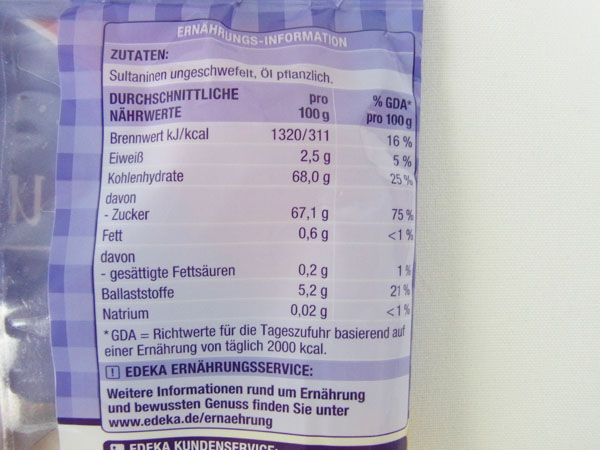 ERNÄHRUNGS-INFORMATION
ZUTATEN:
Sultaninen ungeschwefelt, Öl pflanzlich.
DURCHSCHNITTLICHE NÄHRWERTE pro 100 g % GDA* pro 100 g
Brennwert kJ/kcal 1320/311 16 %
Eiweiß 2,5 g 5 %
Kohlenhydrate 68,0 g 25 %
davon
- Zucker 67,1 g 75 %
Fett 0,6 g <1 %
davon
- gesättigte Fettsäuren 0,2 g 1 %
Ballaststoffe 5,2 g 21 %
Natrium 0,02 g <1 %
*GDA = Richtwerte für die Tageszufuhr basierend auf
einer Ernährung von täglich 2000 kcal.
! EDEKA ERNÄHRUNGSSERVICE:
Weitere Informationen rund um Ernährung
und bewussten Genuss finden Sie unter
www.edeka.de/ernaehrung
EDEKA KUNDENSERVICE: